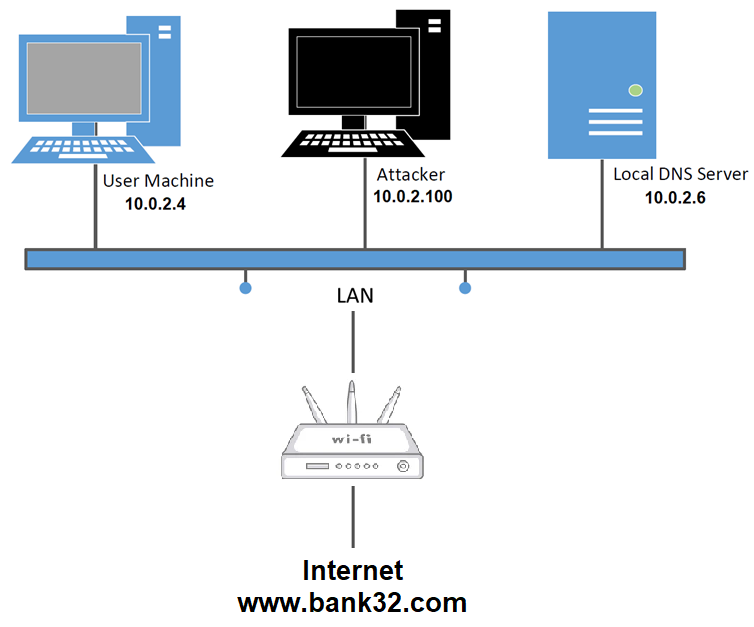 User Machine
10.0.2.4
Attacker
10.0.2.100
Local DNS Server
10.0.2.6
LAN
wi-fi
Internet
www.bank32.com